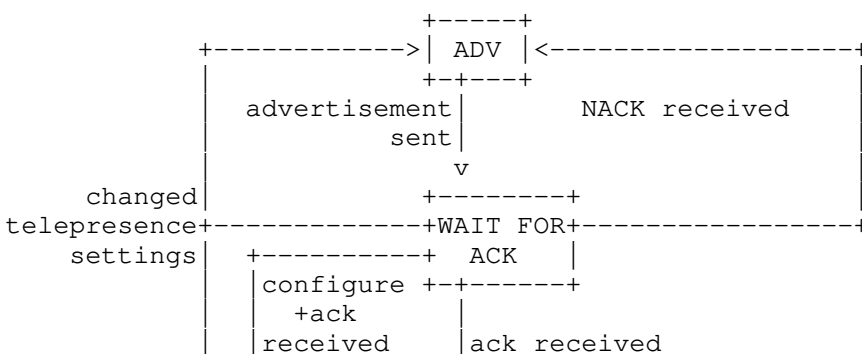 ADV
advertisement NACK received
sent
v
changed
telepresence WAIT FOR
settings ACK
configure
+ack
received ack received